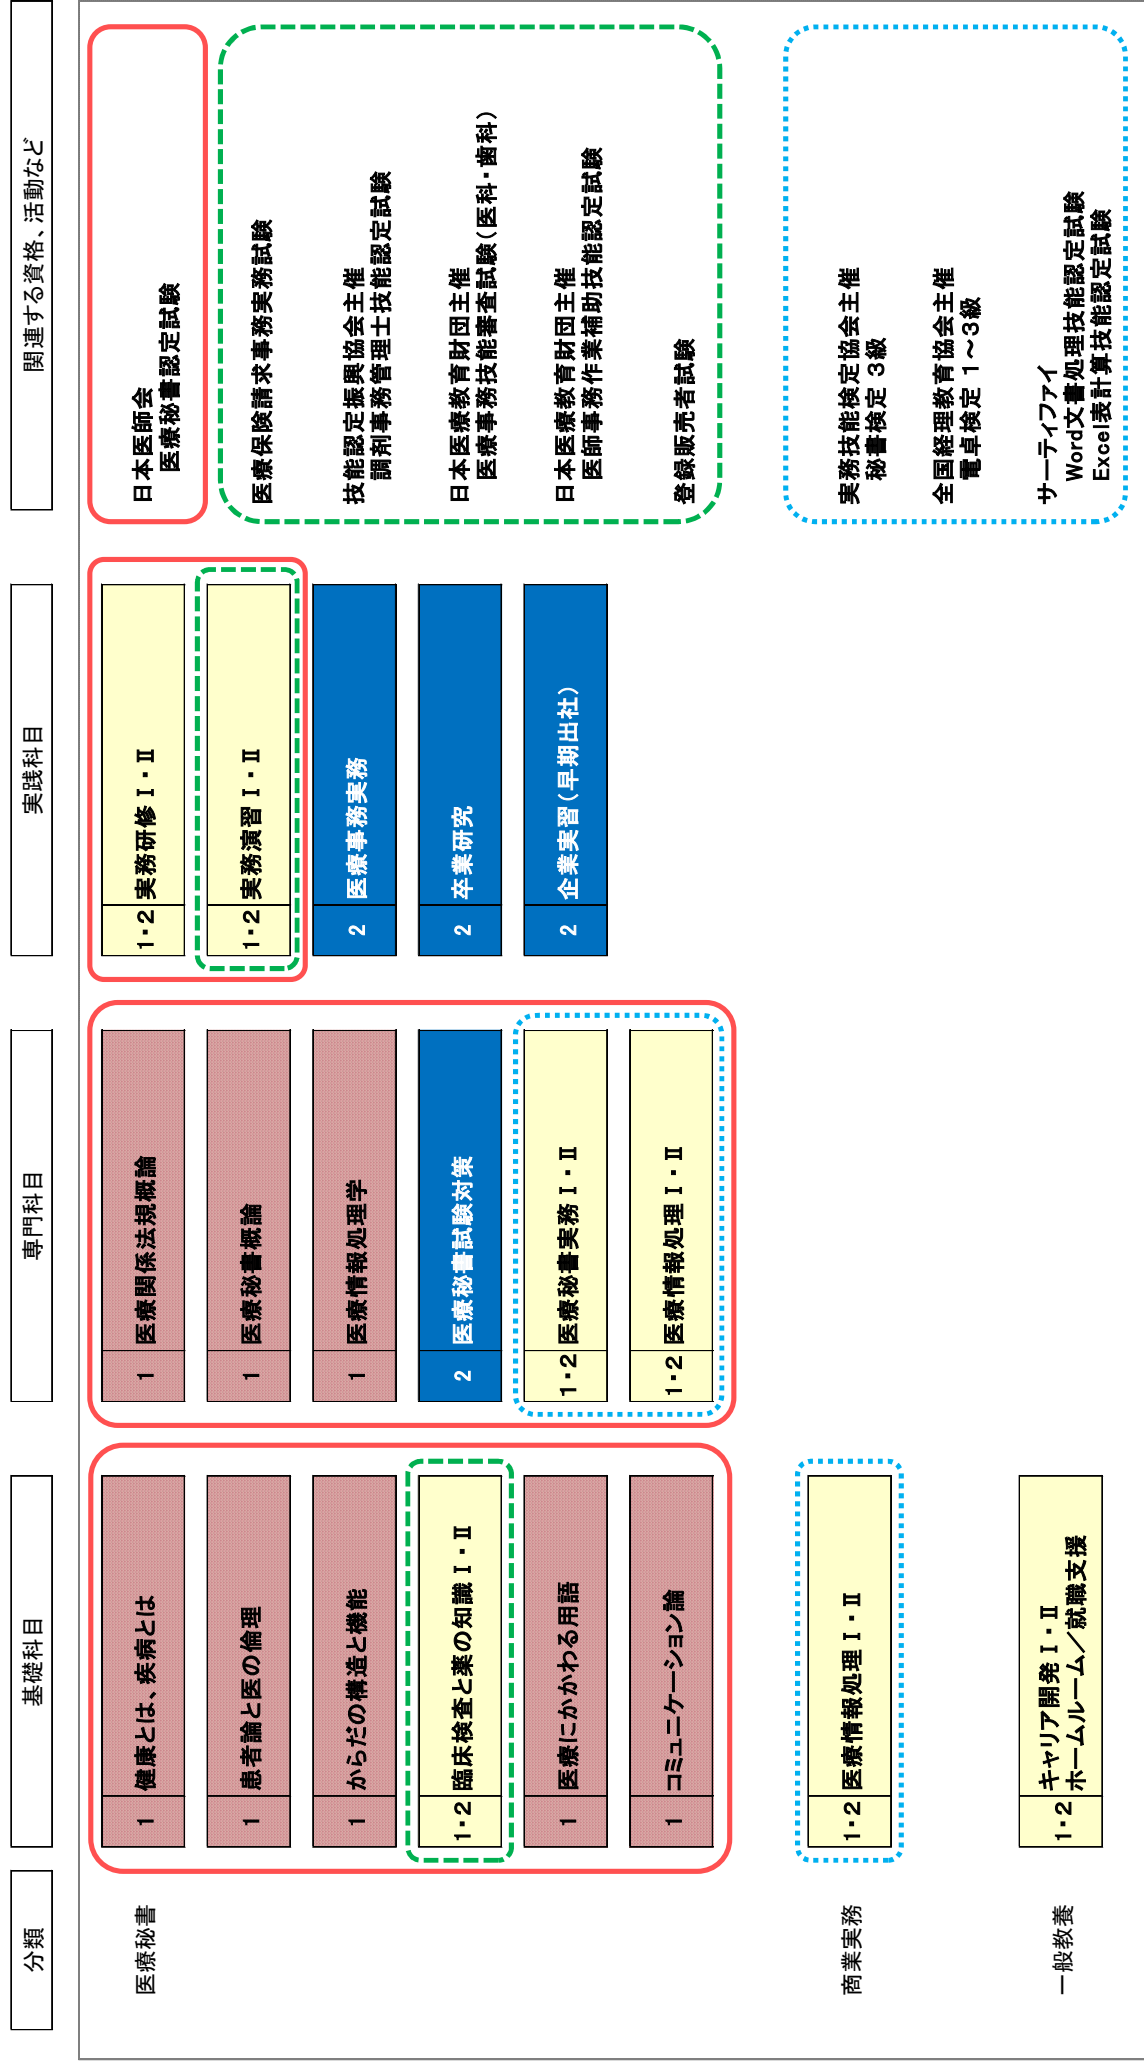 分類
基礎科目
専門科目
実践科目
関連する資格、活動など
医療秘書
1 健康とは、疾病とは
1 患者論と医の倫理
1 からだの構造と機能
1・2 臨床検査と薬の知識Ⅰ・Ⅱ
1 医療にかかわる用語
1 コミュニケーション論
1 医療関係法規概論
1 医療秘書概論
1 医療情報処理学
2 医療秘書試験対策
1・2 医療秘書実務Ⅰ・Ⅱ
1・2 医療情報処理Ⅰ・Ⅱ
1・2 実務研修Ⅰ・Ⅱ
1・2 実務演習Ⅰ・Ⅱ
2 医療事務実務
2 卒業研究
2 企業実習(早期出社)
日本医師会
医療秘書認定試験
医療保険請求事務実務試験
技能認定振興協会主催
調剤事務管理士技能認定試験
日本医療教育財団主催
医療事務技能審査試験(医科・歯科)
日本医療教育財団主催
医師事務作業補助技能認定試験
登録販売者試験
商業実務
1・2 医療情報処理Ⅰ・Ⅱ
実務技能検定協会主催
秘書検定 3級
全国経理教育協会主催
電卓検定 1～3級
サーティファイ
Word文書処理技能認定試験
Excel表計算技能認定試験
一般教養
1・2 キャリア開発Ⅰ・Ⅱ
ホームルーム／就職支援